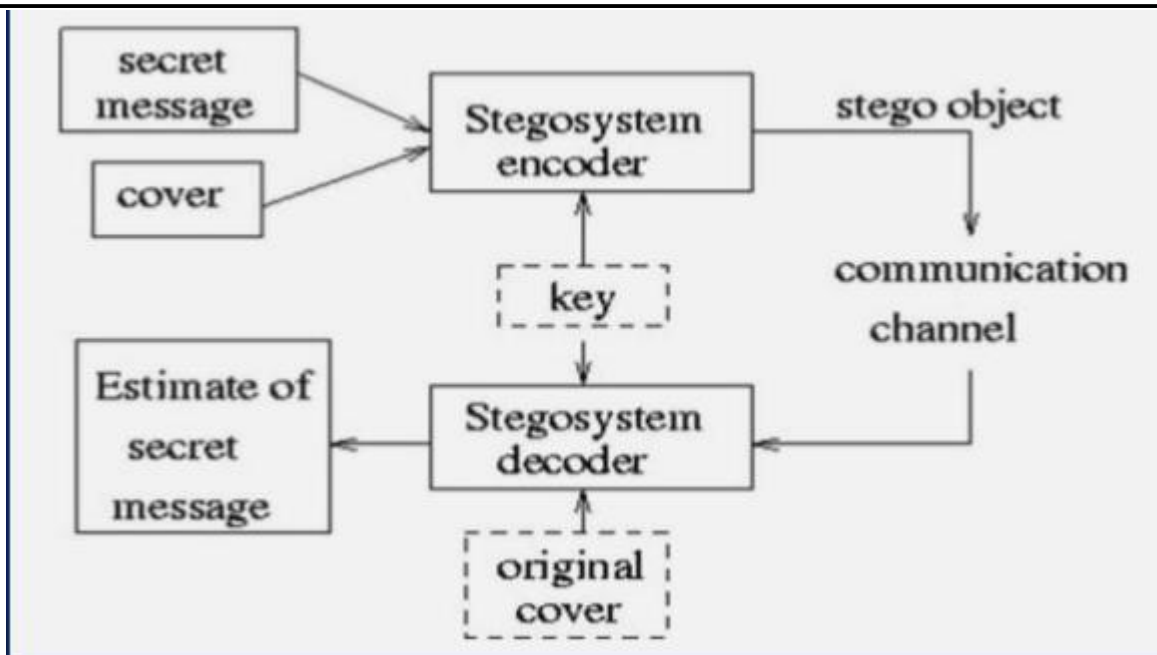 secret
message
cover
Stegosystem
encoder
stego object
key
communication
channel
Estimate of
secret
message
Stegosystem
decoder
original
cover